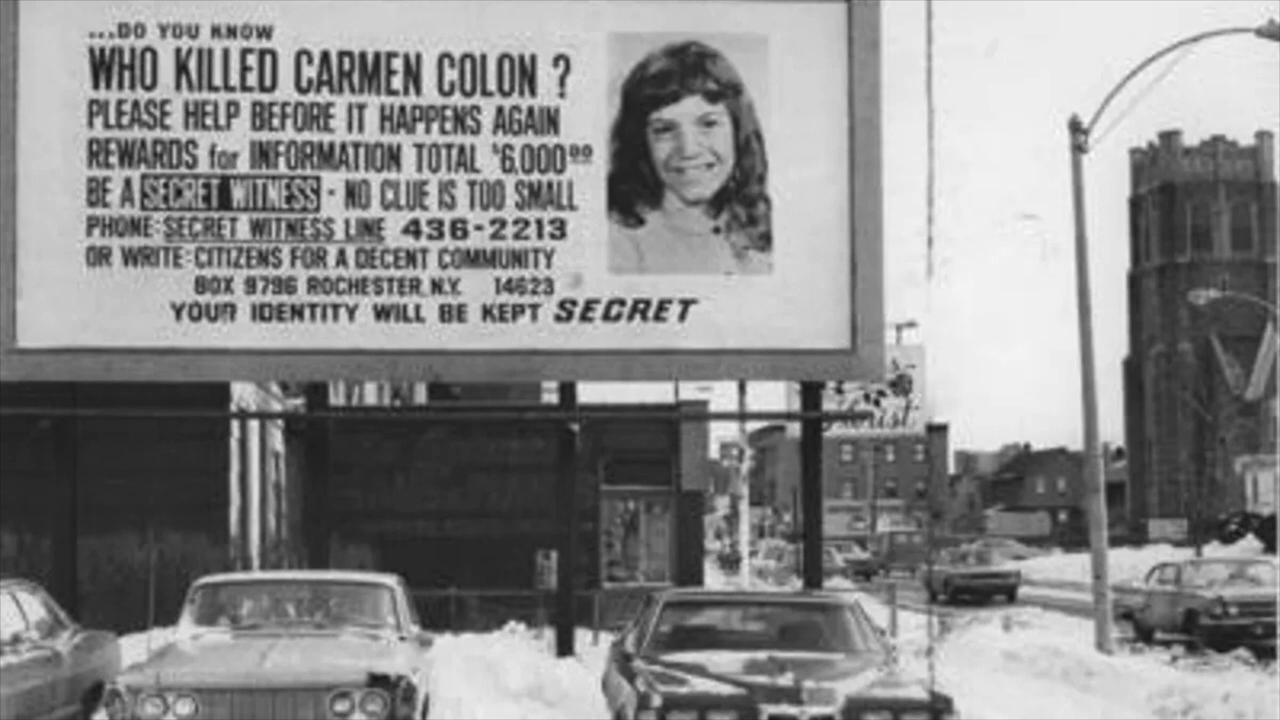 ...DO YOU KNOW
WHO KILLED CARMEN COLON ?
PLEASE HELP BEFORE IT HAPPENS AGAIN
REWARDS for INFORMATION TOTAL $6,000⁰⁰
BE A SECRET WITNESS - NO CLUE IS TOO SMALL
PHONE: SECRET WITNESS LINE 436-2213
OR WRITE: CITIZENS FOR A DECENT COMMUNITY
BOX 9796 ROCHESTER, N.Y. 14623
YOUR IDENTITY WILL BE KEPT SECRET
florist